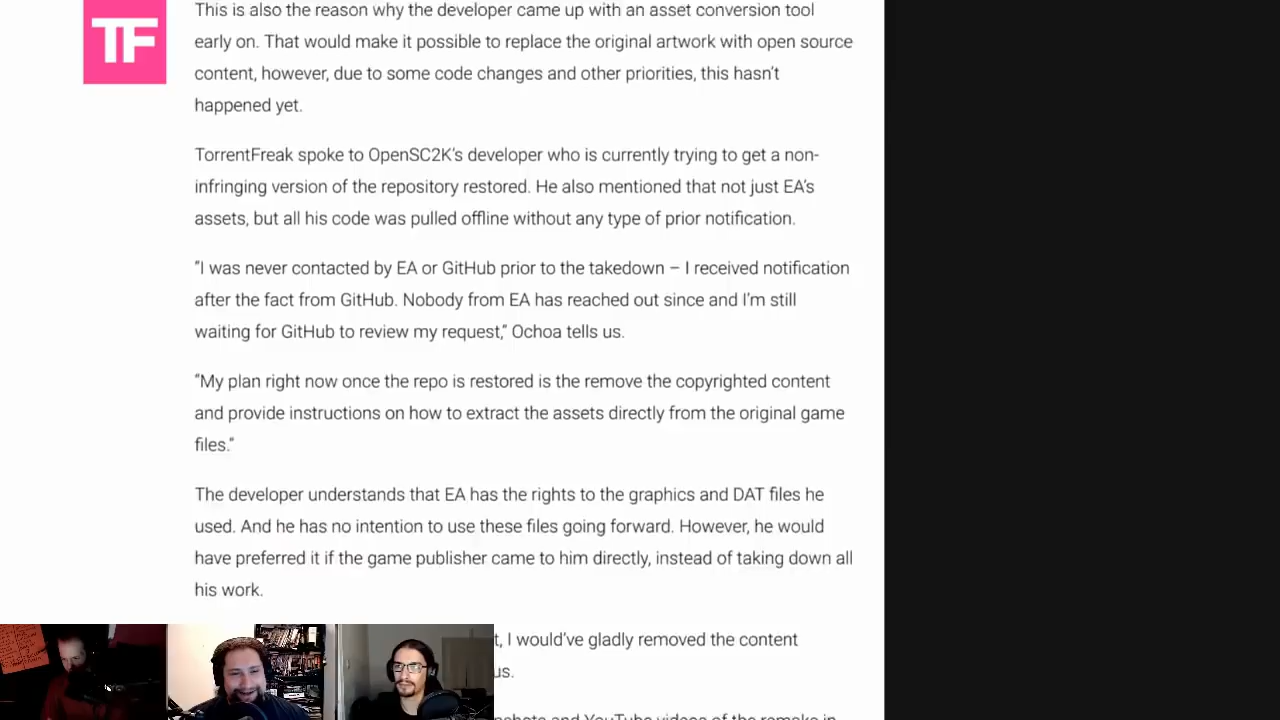 TF
This is also the reason why the developer came up with an asset conversion tool
early on. That would make it possible to replace the original artwork with open source
content, however, due to some code changes and other priorities, this hasn’t
happened yet.
TorrentFreak spoke to OpenSC2K’s developer who is currently trying to get a non-
infringing version of the repository restored. He also mentioned that not just EA’s
assets, but all his code was pulled offline without any type of prior notification.
“I was never contacted by EA or GitHub prior to the takedown – I received notification
after the fact from GitHub. Nobody from EA has reached out since and I’m still
waiting for GitHub to review my request,” Ochoa tells us.
“My plan right now once the repo is restored is the remove the copyrighted content
and provide instructions on how to extract the assets directly from the original game
files.”
The developer understands that EA has the rights to the graphics and DAT files he
used. And he has no intention to use these files going forward. However, he would
have preferred it if the game publisher came to him directly, instead of taking down all
his work.
t, I would’ve gladly removed the content
us.
and YouTube videos of the remake in